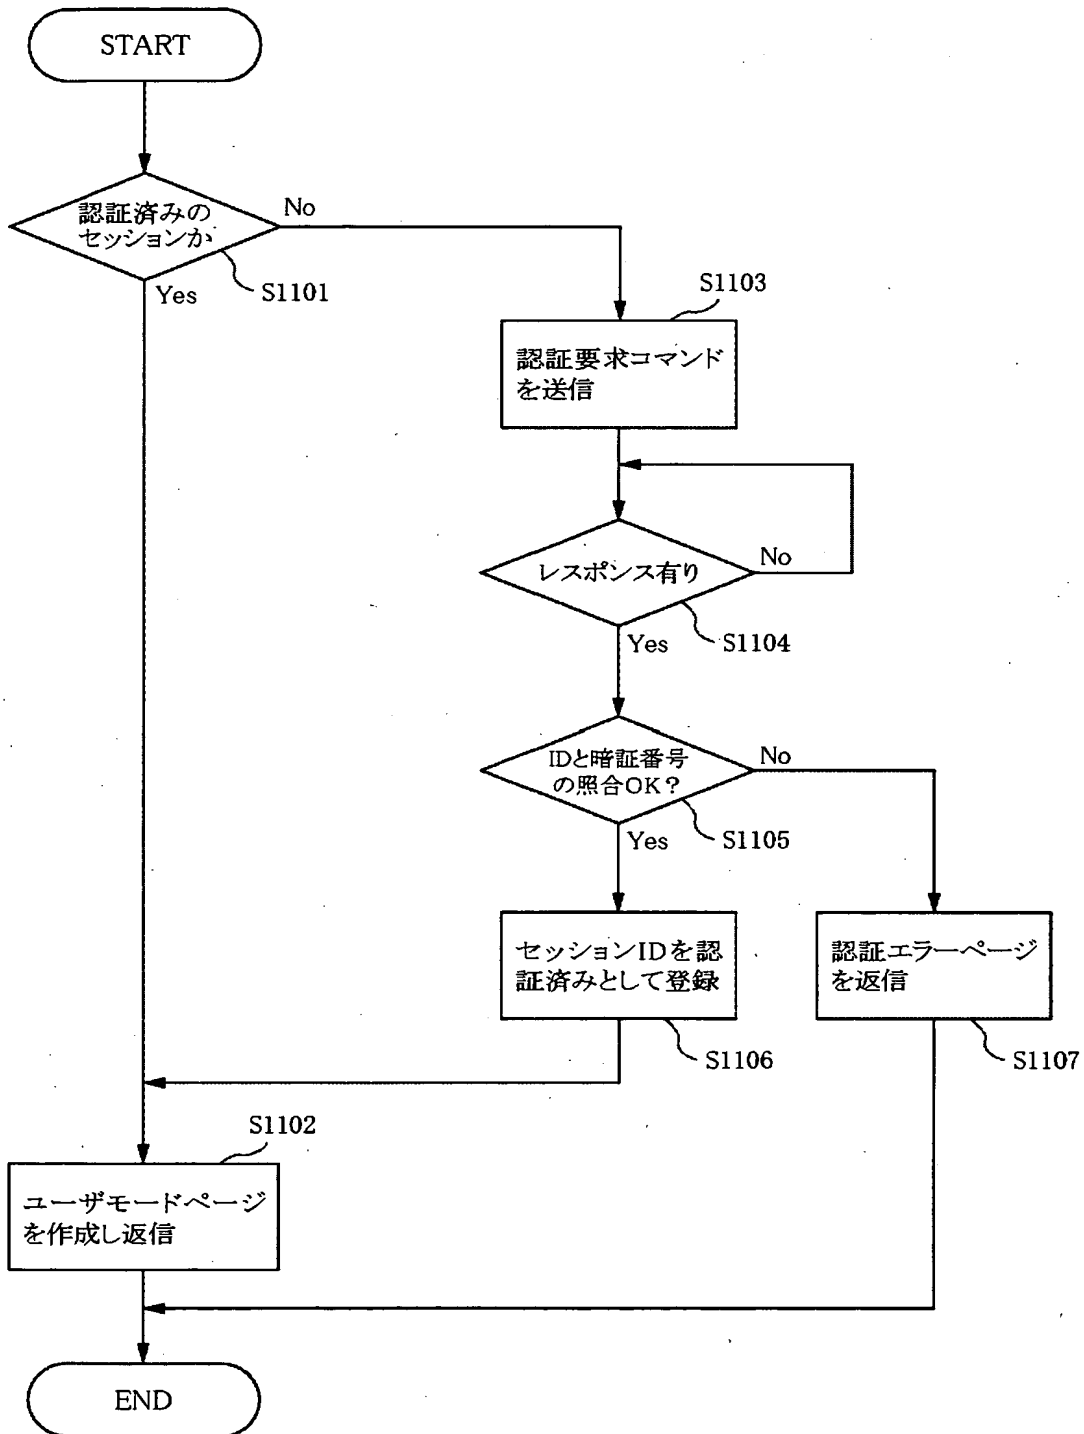 START
認証済みの
セッションか
No
S1101
Yes
S1103
認証要求コマンド
を送信
レスポンス有り
No
S1104
Yes
IDと暗証番号
の照合OK?
No
S1105
Yes
セッションIDを認
証済みとして登録
認証エラーページ
を返信
S1106
S1107
S1102
ユーザモードページ
を作成し返信
END